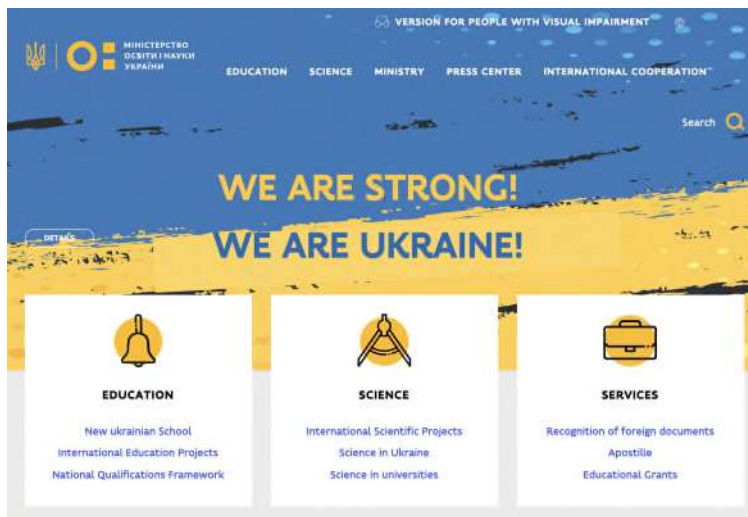 VERSION FOR PEOPLE WITH VISUAL IMPAIRMENT
МІНІСТЕРСТВО
ОСВІТИ І НАУКИ
УКРАЇНИ
EDUCATION SCIENCE MINISTRY PRESS CENTER INTERNATIONAL COOPERATION
Search
WE ARE STRONG!
DETAILS
WE ARE UKRAINE!
EDUCATION
New ukrainian School
International Education Projects
National Qualifications Framework
SCIENCE
International Scientific Projects
Science in Ukraine
Science in universities
SERVICES
Recognition of foreign documents
Apostille
Educational Grants